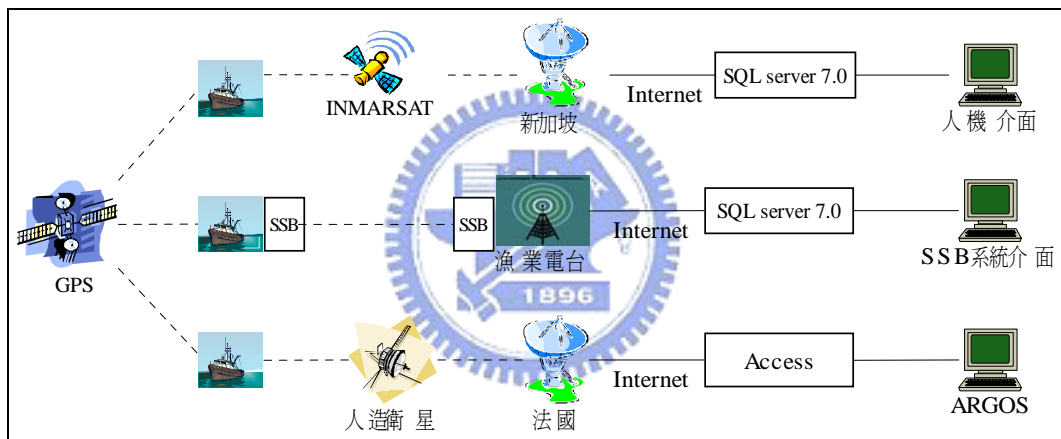 INMARSAT
新加坡
Internet
SQL server 7.0
人機 介面
GPS
SSB
SSB
漁業電台
Internet
SQL server 7.0
SSB系統介面
1896
人造衛星
法國
Internet
Access
ARGOS